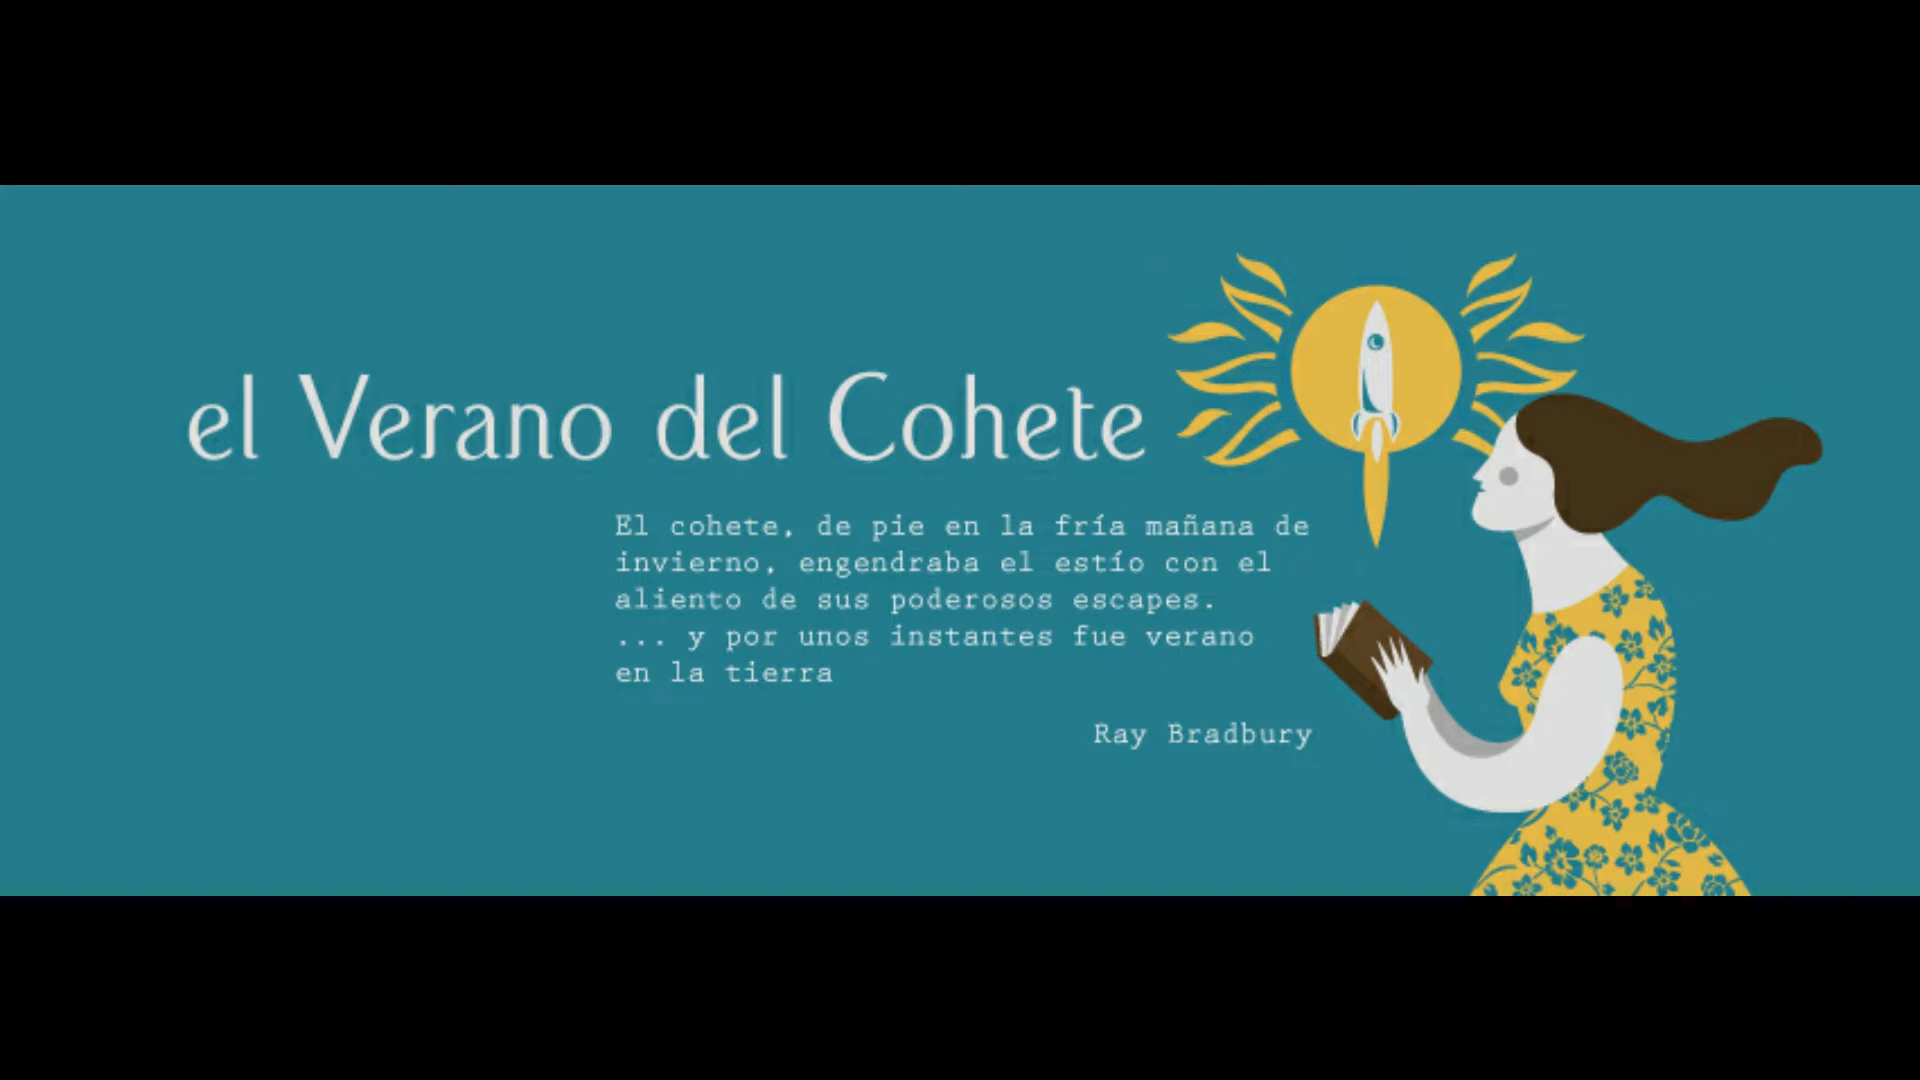 el Verano del Cohete
El cohete, de pie en la fría mañana de
invierno, engendraba el estío con el
aliento de sus poderosos escapes.
... y por unos instantes fue verano
en la tierra
Ray Bradbury